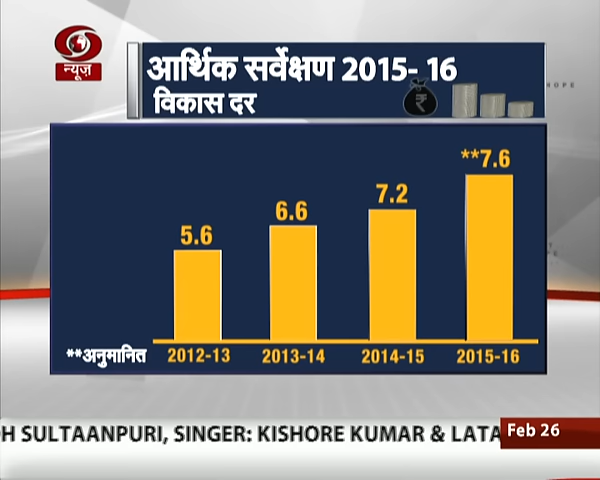 न्यूज़
आर्थिक सर्वेक्षण 2015- 16
विकास दर
₹
ROPE
**7.6
7.2
6.6
5.6
**अनुमानित
2012-13
2013-14
2014-15
2015-16
H SULTAANPURI, SINGER: KISHORE KUMAR & LATA
Feb 26